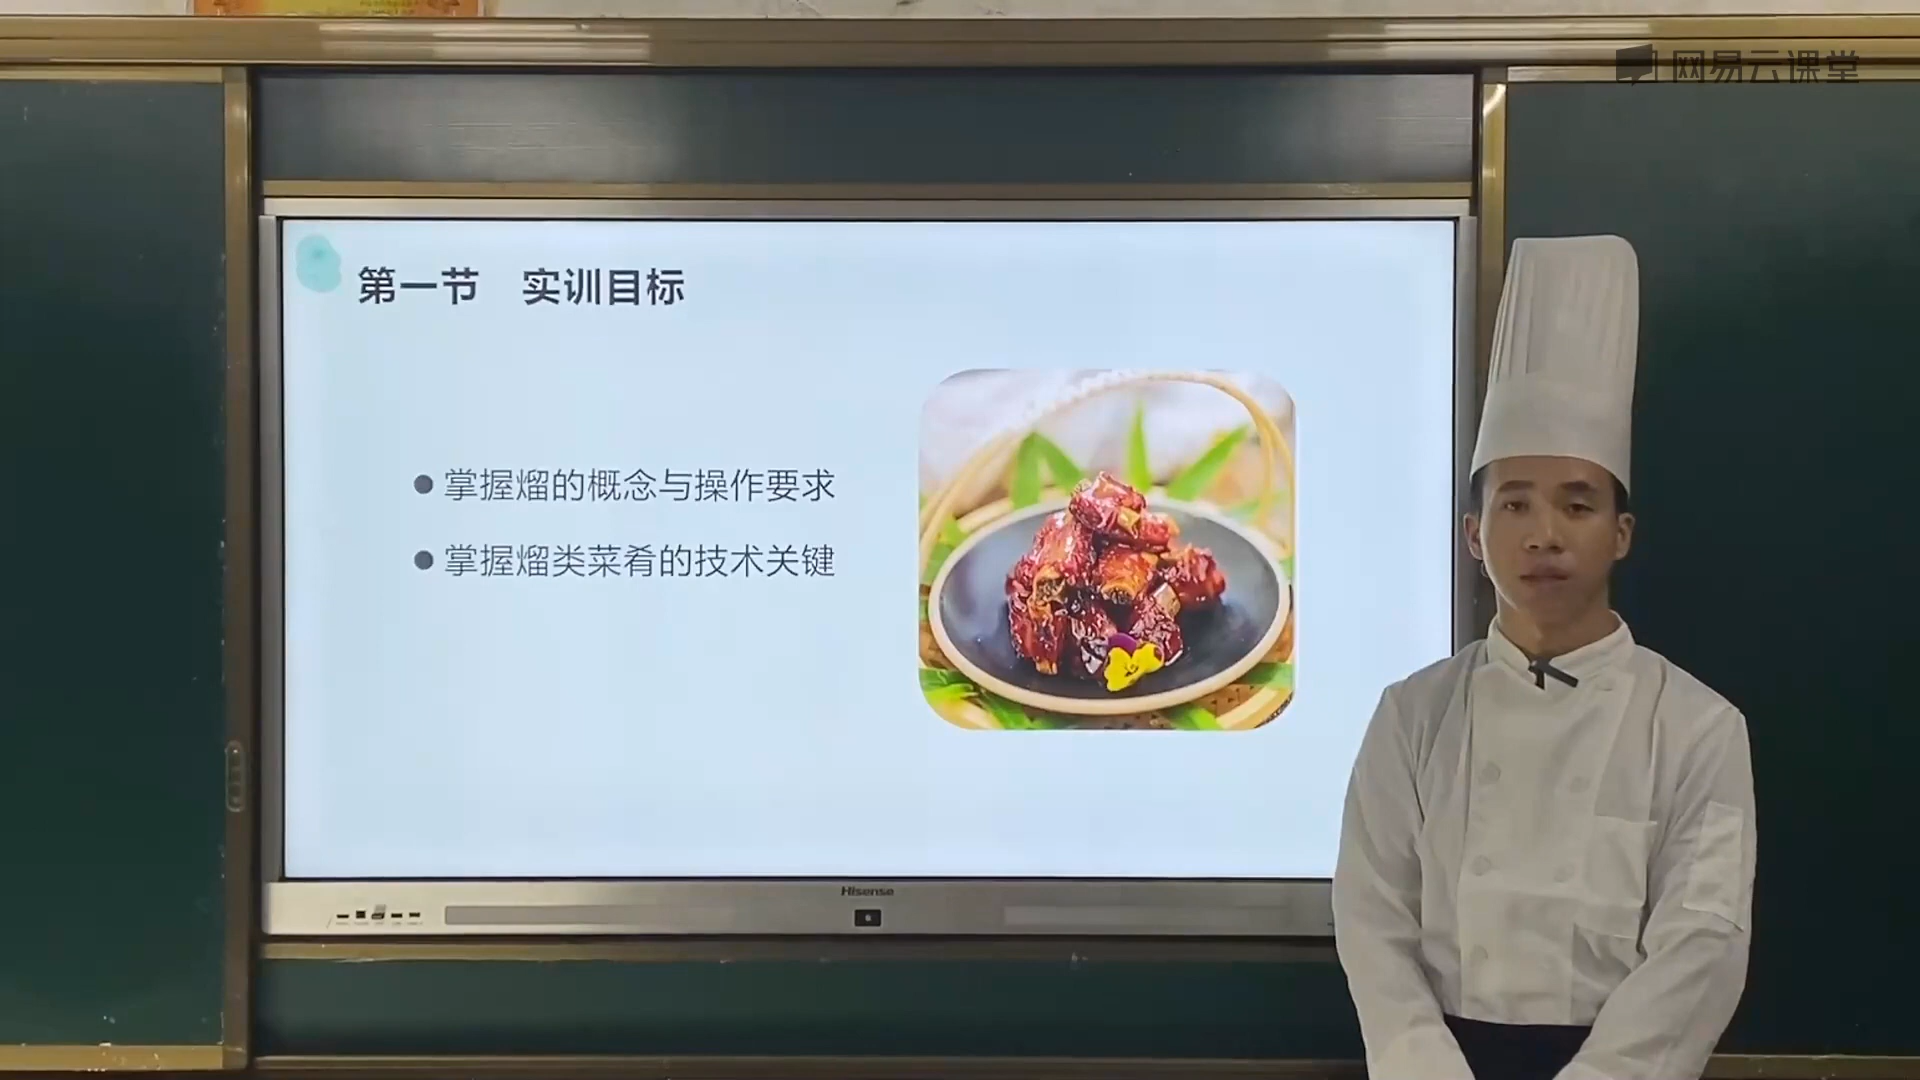 网易云课堂
第一节 实训目标
掌握熘的概念与操作要求
掌握熘类菜肴的技术关键
Hisense